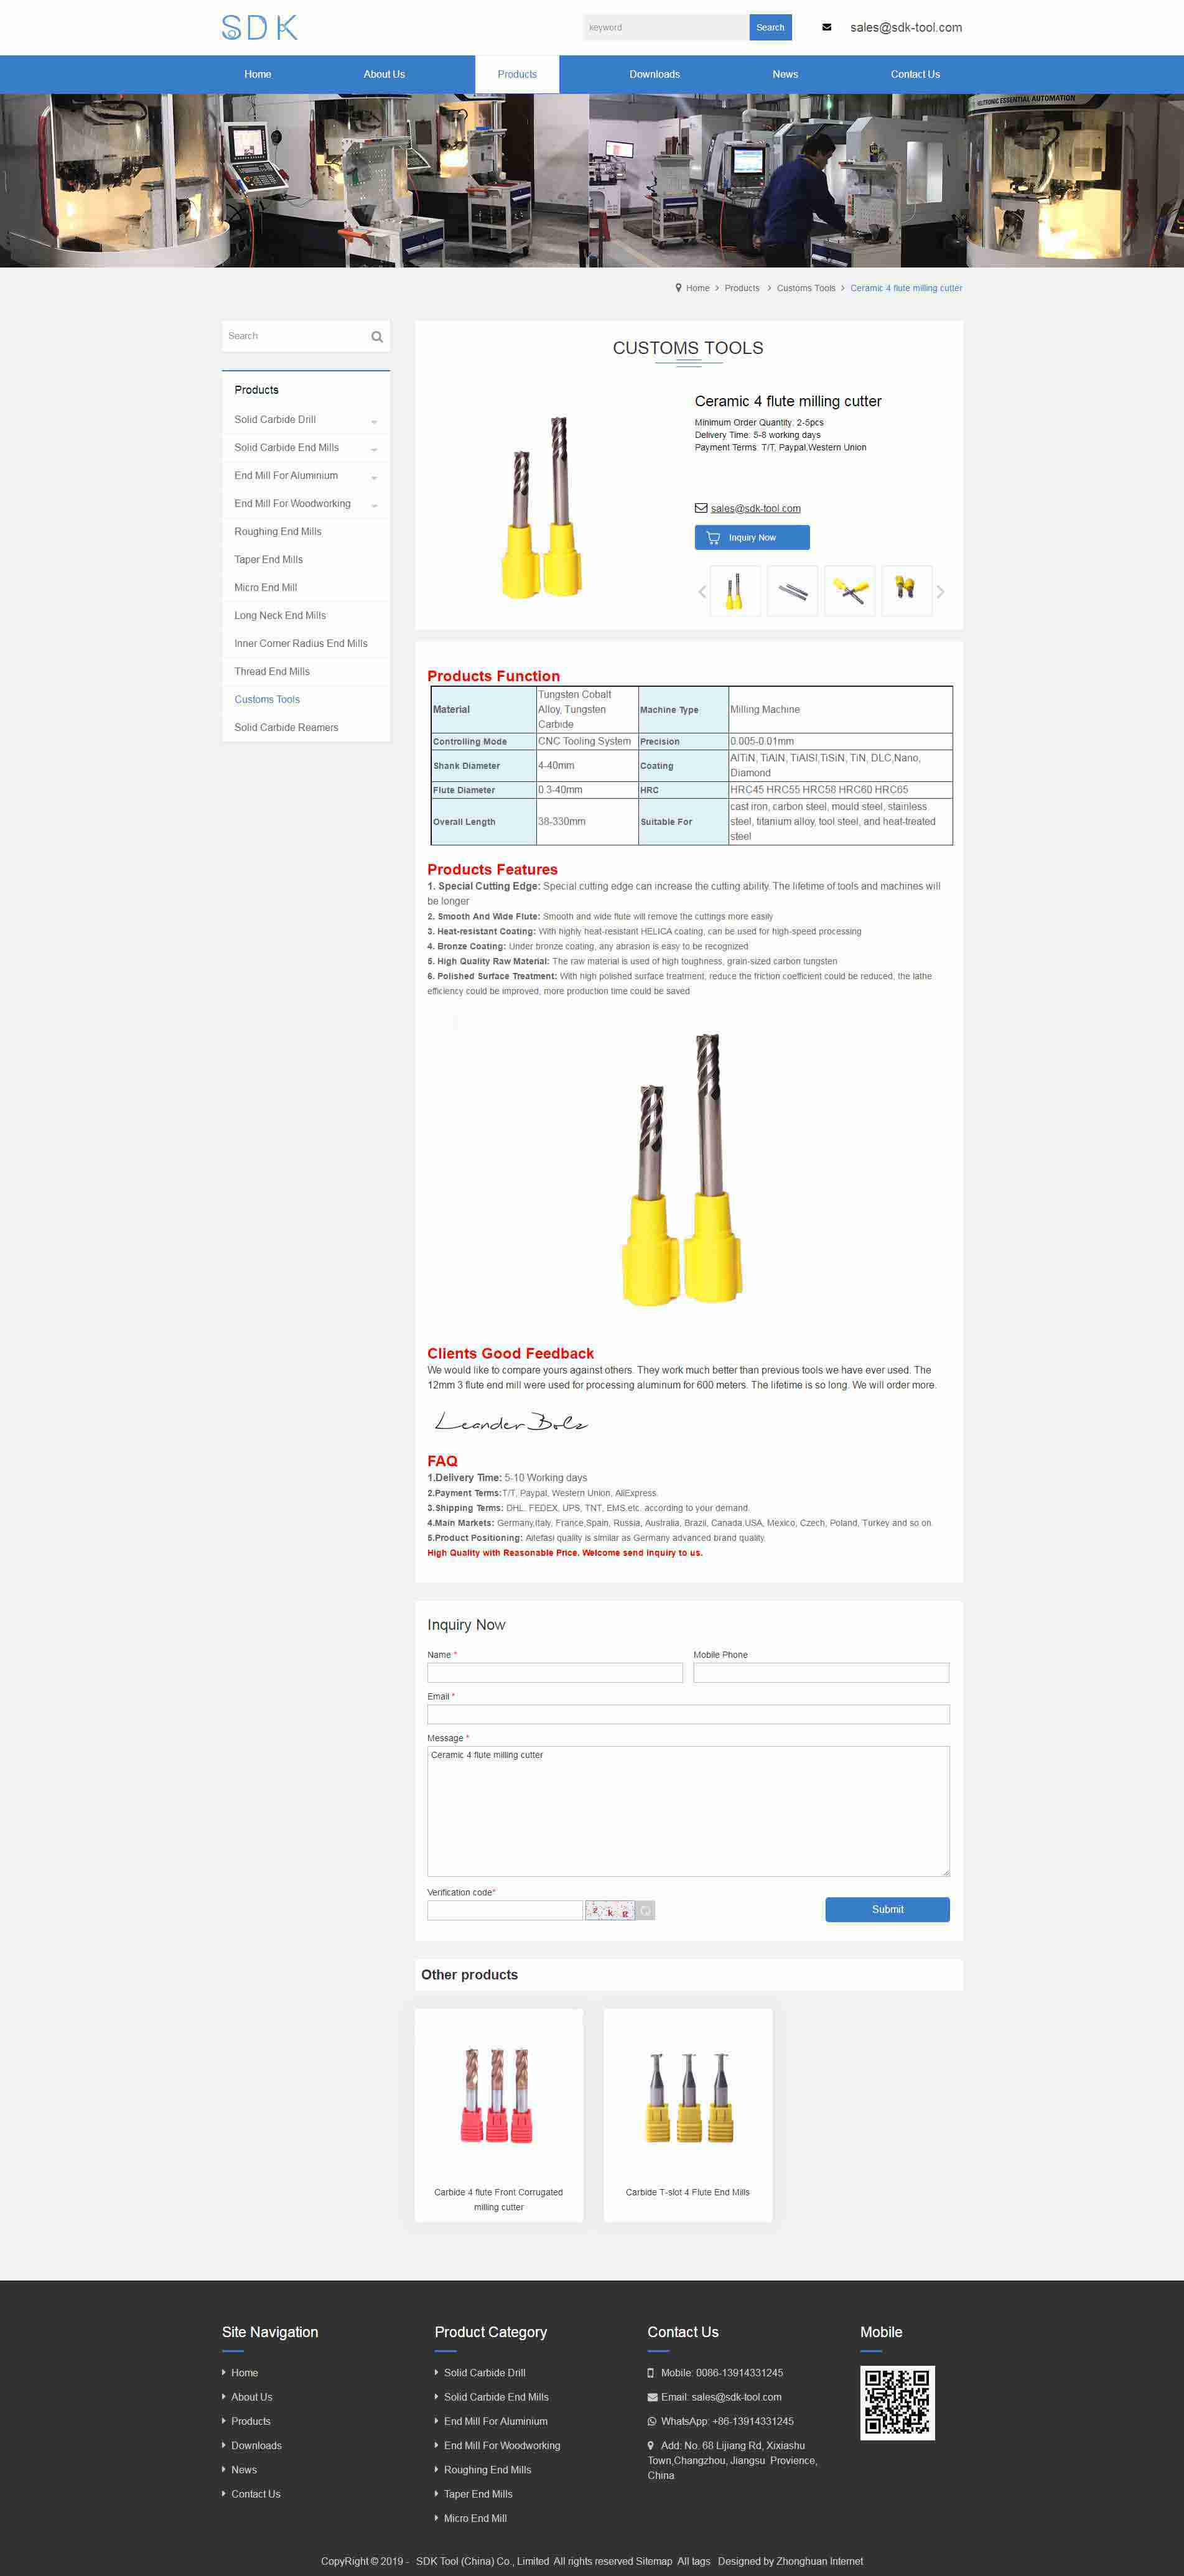 SDK
keyword
Search
sales@sdk-tool.com
Home
About Us
Products
Downloads
News
Contact Us
ELTRONIC ESSENTIAL AUTOMATION
Home > Products > Customs Tools > Ceramic 4 flute milling cutter
Search
Products
Solid Carbide Drill
Solid Carbide End Mills
End Mill For Aluminium
End Mill For Woodworking
Roughing End Mills
Taper End Mills
Micro End Mill
Long Neck End Mills
Inner Corner Radius End Mills
Thread End Mills
Customs Tools
Solid Carbide Reamers
CUSTOMS TOOLS
Ceramic 4 flute milling cutter
Minimum Order Quantity: 2-5pcs
Delivery Time: 5-8 working days
Payment Terms: T/T, Paypal,Western Union
sales@sdk-tool.com
Inquiry Now
Products Function
Material
Tungsten Cobalt
Alloy, Tungsten
Carbide
Machine Type
Milling Machine
Controlling Mode
CNC Tooling System
Precision
0.005-0.01mm
Shank Diameter
4-40mm
Coating
AlTiN, TiAlN, TiAlSI,TiSiN, TiN, DLC,Nano,
Diamond
Flute Diameter
0.3-40mm
HRC
HRC45 HRC55 HRC58 HRC60 HRC65
Overall Length
38-330mm
Suitable For
cast iron, carbon steel, mould steel, stainless
steel, titanium alloy, tool steel, and heat-treated
steel
Products Features
1. Special Cutting Edge: Special cutting edge can increase the cutting ability. The lifetime of tools and machines will
be longer
2. Smooth And Wide Flute: Smooth and wide flute will remove the cuttings more easily
3. Heat-resistant Coating: With highly heat-resistant HELICA coating, can be used for high-speed processing
4. Bronze Coating: Under bronze coating, any abrasion is easy to be recognized
5. High Quality Raw Material: The raw material is used of high toughness, grain-sized carbon tungsten
6. Polished Surface Treatment: With high polished surface treatment, reduce the friction coefficient could be reduced, the lathe
efficiency could be improved, more production time could be saved
Clients Good Feedback
We would like to compare yours against others. They work much better than previous tools we have ever used. The
12mm 3 flute end mill were used for processing aluminum for 600 meters. The lifetime is so long. We will order more.
Leander Bolz
FAQ
1.Delivery Time: 5-10 Working days
2.Payment Terms:T/T, Paypal, Western Union, AliExpress.
3.Shipping Terms: DHL, FEDEX, UPS, TNT, EMS,etc. according to your demand.
4.Main Markets: Germany,Italy, France,Spain, Russia, Australia, Brazil, Canada,USA, Mexico, Czech, Poland, Turkey and so on.
5.Product Positioning: Aitefasi quality is similar as Germany advanced brand quality.
High Quality with Reasonable Price. Welcome send inquiry to us.
Inquiry Now
Name *
Mobile Phone
Email *
Message *
Ceramic 4 flute milling cutter
Verification code*
2 k g
Submit
Other products
Carbide 4 flute Front Corrugated
milling cutter
Carbide T-slot 4 Flute End Mills
Site Navigation
Home
About Us
Products
Downloads
News
Contact Us
Product Category
Solid Carbide Drill
Solid Carbide End Mills
End Mill For Aluminium
End Mill For Woodworking
Roughing End Mills
Taper End Mills
Micro End Mill
Contact Us
Mobile: 0086-13914331245
Email: sales@sdk-tool.com
WhatsApp: +86-13914331245
Add: No. 68 Lijiang Rd, Xixiashu
Town,Changzhou, Jiangsu Provience,
China
Mobile
CopyRight © 2019 - SDK Tool (China) Co., Limited All rights reserved Sitemap All tags Designed by Zhonghuan Internet